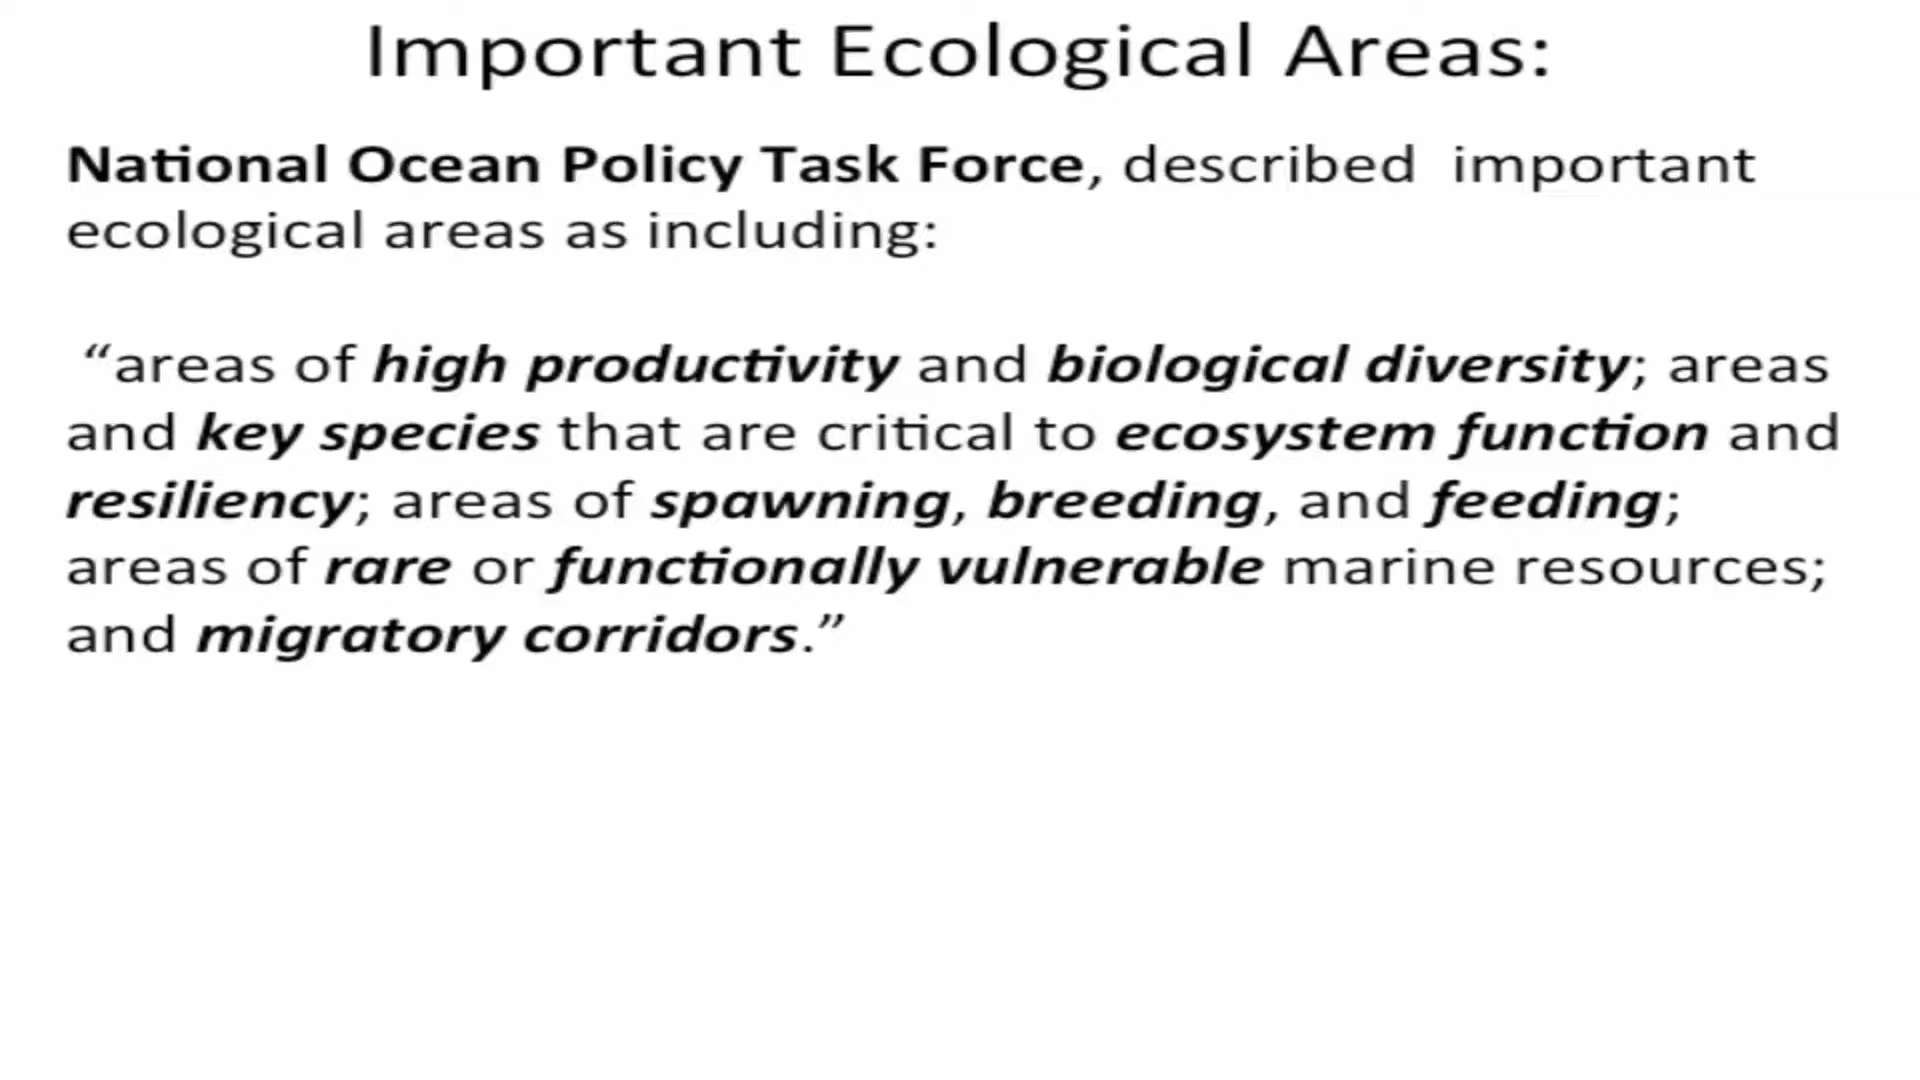 Important Ecological Areas:
National Ocean Policy Task Force, described important
ecological areas as including:
“areas of high productivity and biological diversity; areas
and key species that are critical to ecosystem function and
resiliency; areas of spawning, breeding, and feeding;
areas of rare or functionally vulnerable marine resources;
and migratory corridors.”